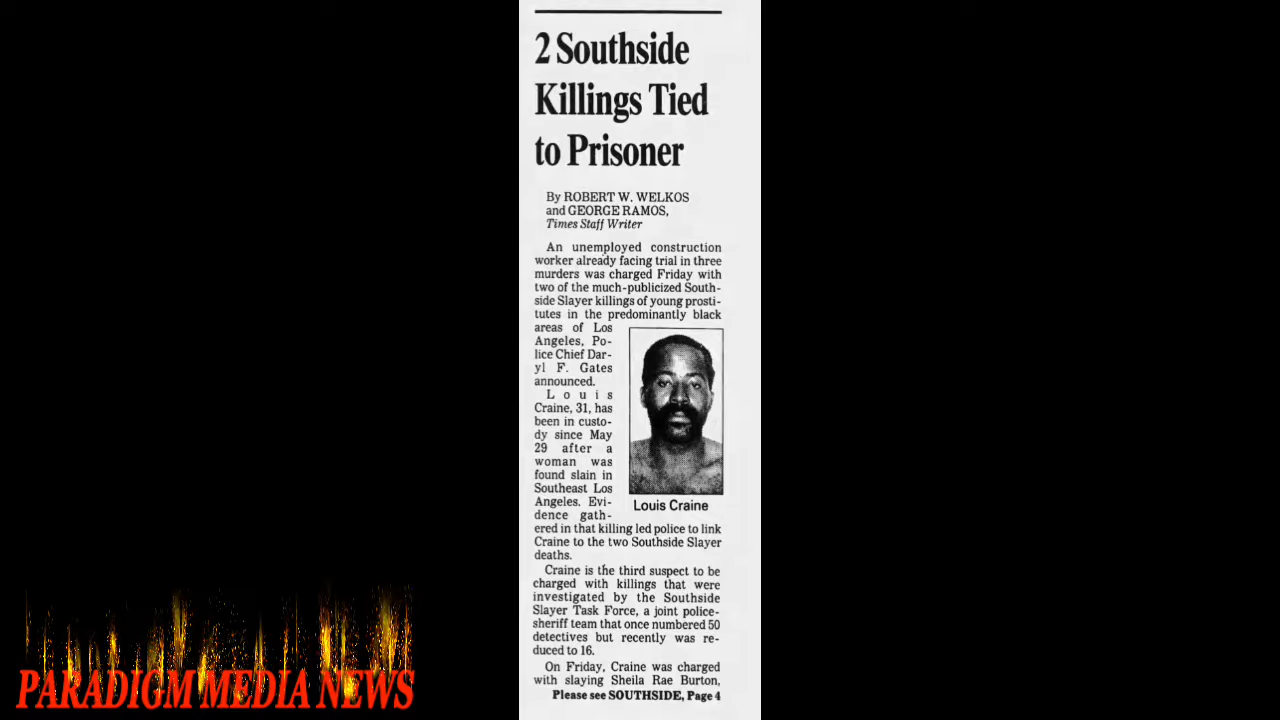 2 Southside
Killings Tied
to Prisoner
By ROBERT W. WELKOS
and GEORGE RAMOS,
Times Staff Writer
An unemployed construction
worker already facing trial in three
murders was charged Friday with
two of the much-publicized South-
side Slayer killings of young prosti-
tutes in the predominantly black
areas of Los
Angeles, Po-
lice Chief Dar-
yl F. Gates
announced.
Louis
Craine, 31, has
been in custo-
dy since May
29 after a
woman was
found slain in
Southeast Los
Angeles. Evi-
dence gath-
ered in that killing led police to link
Craine to the two Southside Slayer
deaths.
Louis Craine
Craine is the third suspect to be
charged with killings that were
investigated by the Southside
Slayer Task Force, a joint police-
sheriff team that once numbered 50
detectives but recently was re-
duced to 16.
On Friday, Craine was charged
with slaying Sheila Rae Burton,
Please see SOUTHSIDE, Page 4
PARADIGM MEDIA NEWS